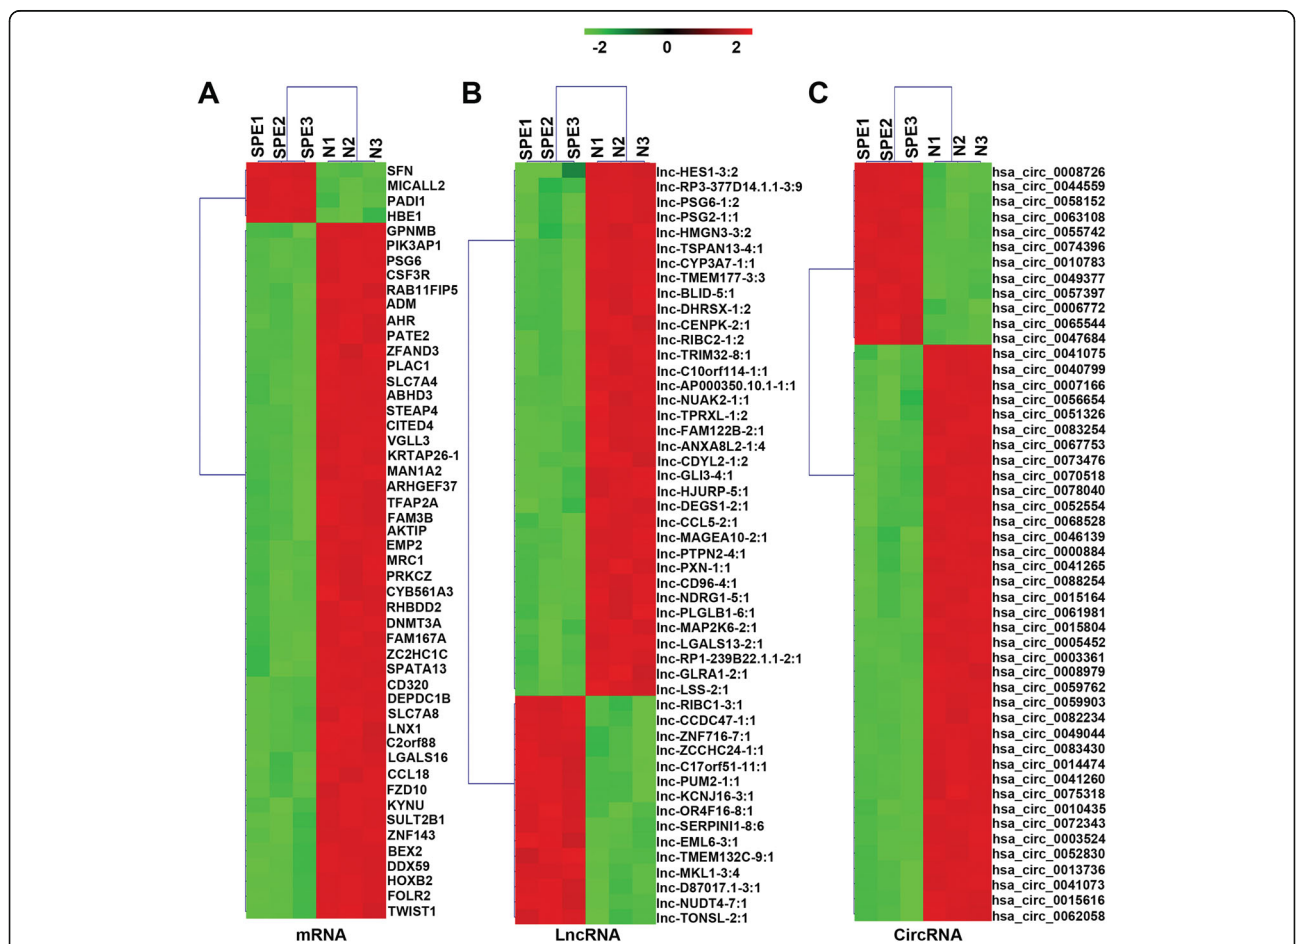 -2 0 2
A
SPE1
SPE2
SPE3
N1
N2
N3
SFN
MICALL2
PADI1
HBE1
GPNMB
PIK3AP1
PSG6
CSF3R
RAB11FIP5
ADM
AHR
PATE2
ZFAND3
PLAC1
SLC7A4
ABHD3
STEAP4
CITED4
VGLL3
KRTAP26-1
MAN1A2
ARHGEF37
TFAP2A
FAM3B
AKTIP
EMP2
MRC1
PRKCZ
CYB561A3
RHBDD2
DNMT3A
FAM167A
ZC2HC1C
SPATA13
CD320
DEPDC1B
SLC7A8
LNX1
C2orf88
LGALS16
CCL18
FZD10
KYNU
SULT2B1
ZNF143
BEX2
DDX59
HOXB2
FOLR2
TWIST1
mRNA
B
SPE1
SPE2
SPE3
N1
N2
N3
lnc-HES1-3:2
lnc-RP3-377D14.1.1-3:9
lnc-PSG6-1:2
lnc-PSG2-1:1
lnc-HMGN3-3:2
lnc-TSPAN13-4:1
lnc-CYP3A7-1:1
lnc-TMEM177-3:3
lnc-BLID-5:1
lnc-DHRSX-1:2
lnc-CENPK-2:1
lnc-RIBC2-1:2
lnc-TRIM32-8:1
lnc-C10orf114-1:1
lnc-AP000350.10.1-1:1
lnc-NUAK2-1:1
lnc-TPRXL-1:2
lnc-FAM122B-2:1
lnc-ANXA8L2-1:4
lnc-CDYL2-1:2
lnc-GLI3-4:1
lnc-HJURP-5:1
lnc-DEGS1-2:1
lnc-CCL5-2:1
lnc-MAGEA10-2:1
lnc-PTPN2-4:1
lnc-PXN-1:1
lnc-CD96-4:1
lnc-NDRG1-5:1
lnc-PLGLB1-6:1
lnc-MAP2K6-2:1
lnc-LGALS13-2:1
lnc-RP1-239B22.1.1-2:1
lnc-GLRA1-2:1
lnc-LSS-2:1
lnc-RIBC1-3:1
lnc-CCDC47-1:1
lnc-ZNF716-7:1
lnc-ZCCHC24-1:1
lnc-C17orf51-11:1
lnc-PUM2-1:1
lnc-KCNJ16-3:1
lnc-OR4F16-8:1
lnc-SERPINI1-8:6
lnc-EML6-3:1
lnc-TMEM132C-9:1
lnc-MKL1-3:4
lnc-D87017.1-3:1
lnc-NUDT4-7:1
lnc-TONSL-2:1
LncRNA
C
SPE1
SPE2
SPE3
N1
N2
N3
hsa_circ_0008726
hsa_circ_0044559
hsa_circ_0058152
hsa_circ_0063108
hsa_circ_0055742
hsa_circ_0074396
hsa_circ_0010783
hsa_circ_0049377
hsa_circ_0057397
hsa_circ_0006772
hsa_circ_0065544
hsa_circ_0047684
hsa_circ_0041075
hsa_circ_0040799
hsa_circ_0007166
hsa_circ_0056654
hsa_circ_0051326
hsa_circ_0083254
hsa_circ_0067753
hsa_circ_0073476
hsa_circ_0070518
hsa_circ_0078040
hsa_circ_0052554
hsa_circ_0068528
hsa_circ_0046139
hsa_circ_0000884
hsa_circ_0041265
hsa_circ_0088254
hsa_circ_0015164
hsa_circ_0061981
hsa_circ_0015804
hsa_circ_0005452
hsa_circ_0003361
hsa_circ_0008979
hsa_circ_0059762
hsa_circ_0059903
hsa_circ_0082234
hsa_circ_0049044
hsa_circ_0083430
hsa_circ_0014474
hsa_circ_0041260
hsa_circ_0075318
hsa_circ_0010435
hsa_circ_0072343
hsa_circ_0003524
hsa_circ_0052830
hsa_circ_0013736
hsa_circ_0041073
hsa_circ_0015616
hsa_circ_0062058
CircRNA